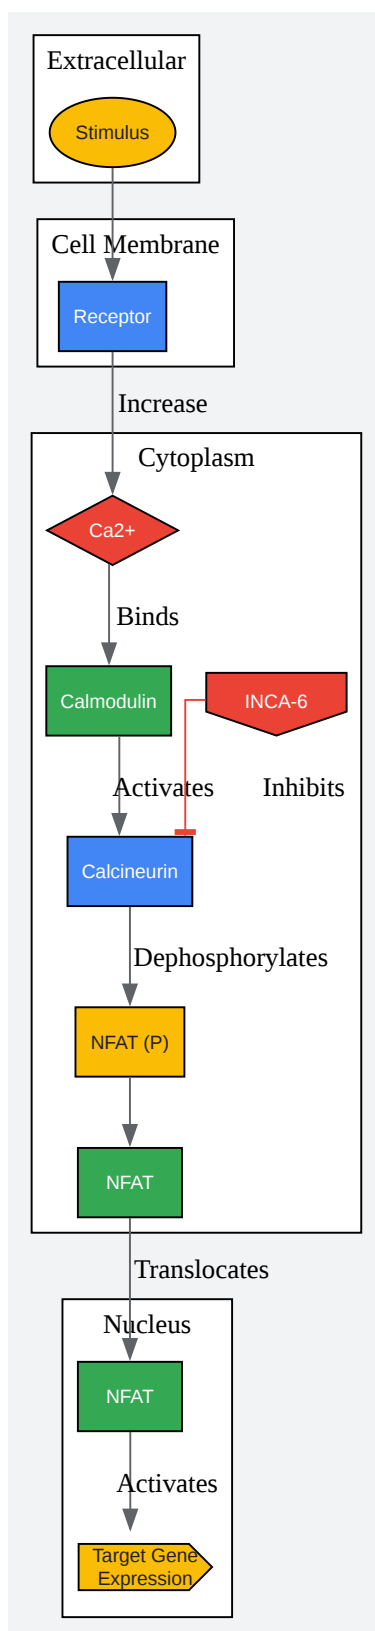 Extracellular
Stimulus
Cell Membrane
Receptor
Increase
Cytoplasm
Ca2+
Binds
Calmodulin
INCA-6
Activates
Inhibits
Calcineurin
Dephosphorylates
NFAT (P)
NFAT
Translocates
Nucleus
NFAT
Activates
Target Gene
Expression